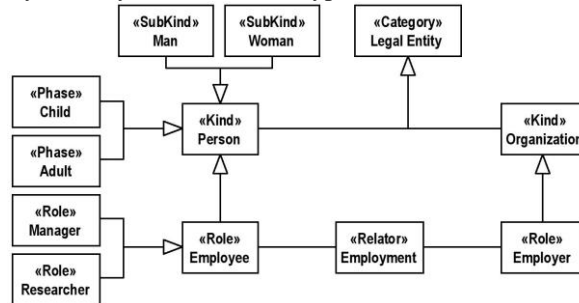 «SubKind»
Man
«SubKind»
Woman
«Category»
Legal Entity
«Phase»
Child
«Kind»
Person
«Kind»
Organization
«Phase»
Adult
«Role»
Manager
«Role»
Employee
«Relator»
Employment
«Role»
Employer
«Role»
Researcher